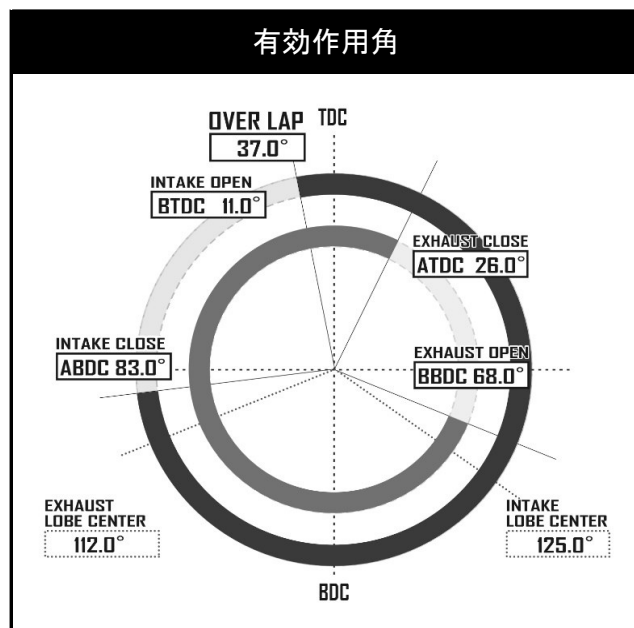 有効作用角
OVER LAP
37.0°
TDC
INTAKE OPEN
BTDC 11.0°
EXHAUST CLOSE
ATDC 26.0°
INTAKE CLOSE
ABDC 83.0°
EXHAUST OPEN
BBDC 68.0°
EXHAUST
LOBE CENTER
112.0°
INTAKE
LOBE CENTER
125.0°
BDC